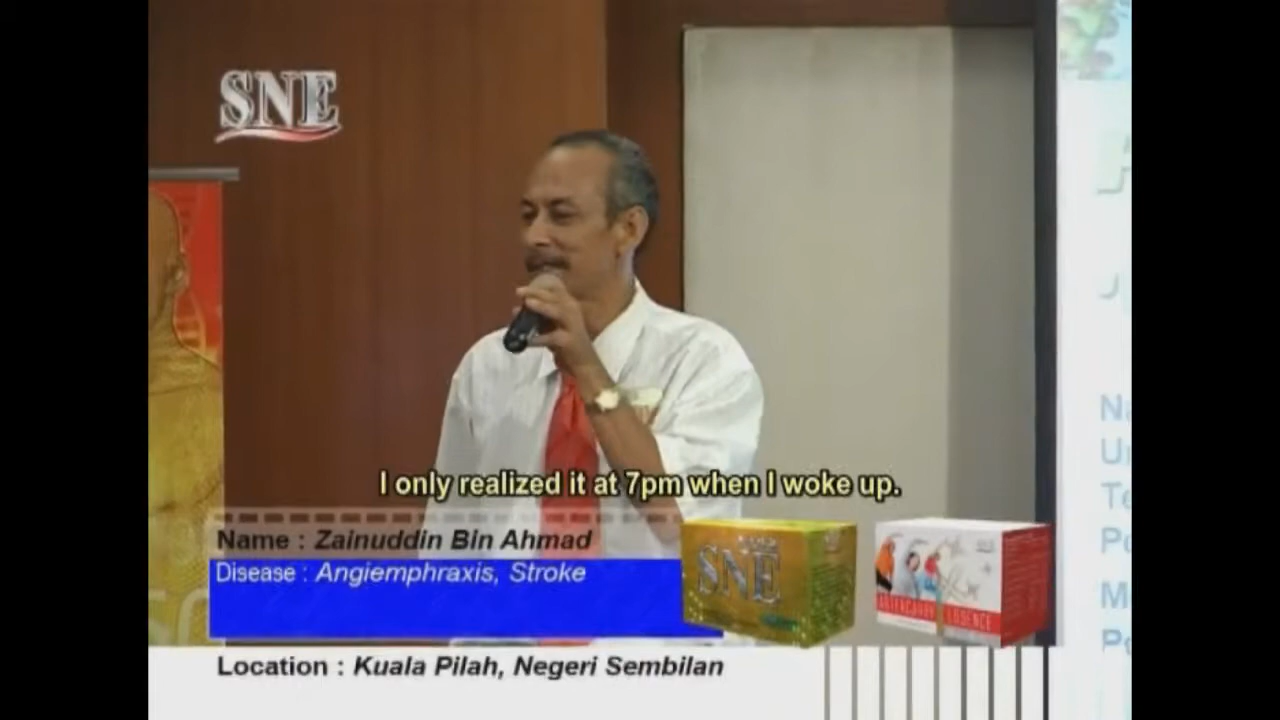 SNE
I only realized it at 7pm when I woke up.
Name : Zainuddin Bin Ahmad
Disease : Angiemphraxis, Stroke
SNE
Location : Kuala Pilah, Negeri Sembilan